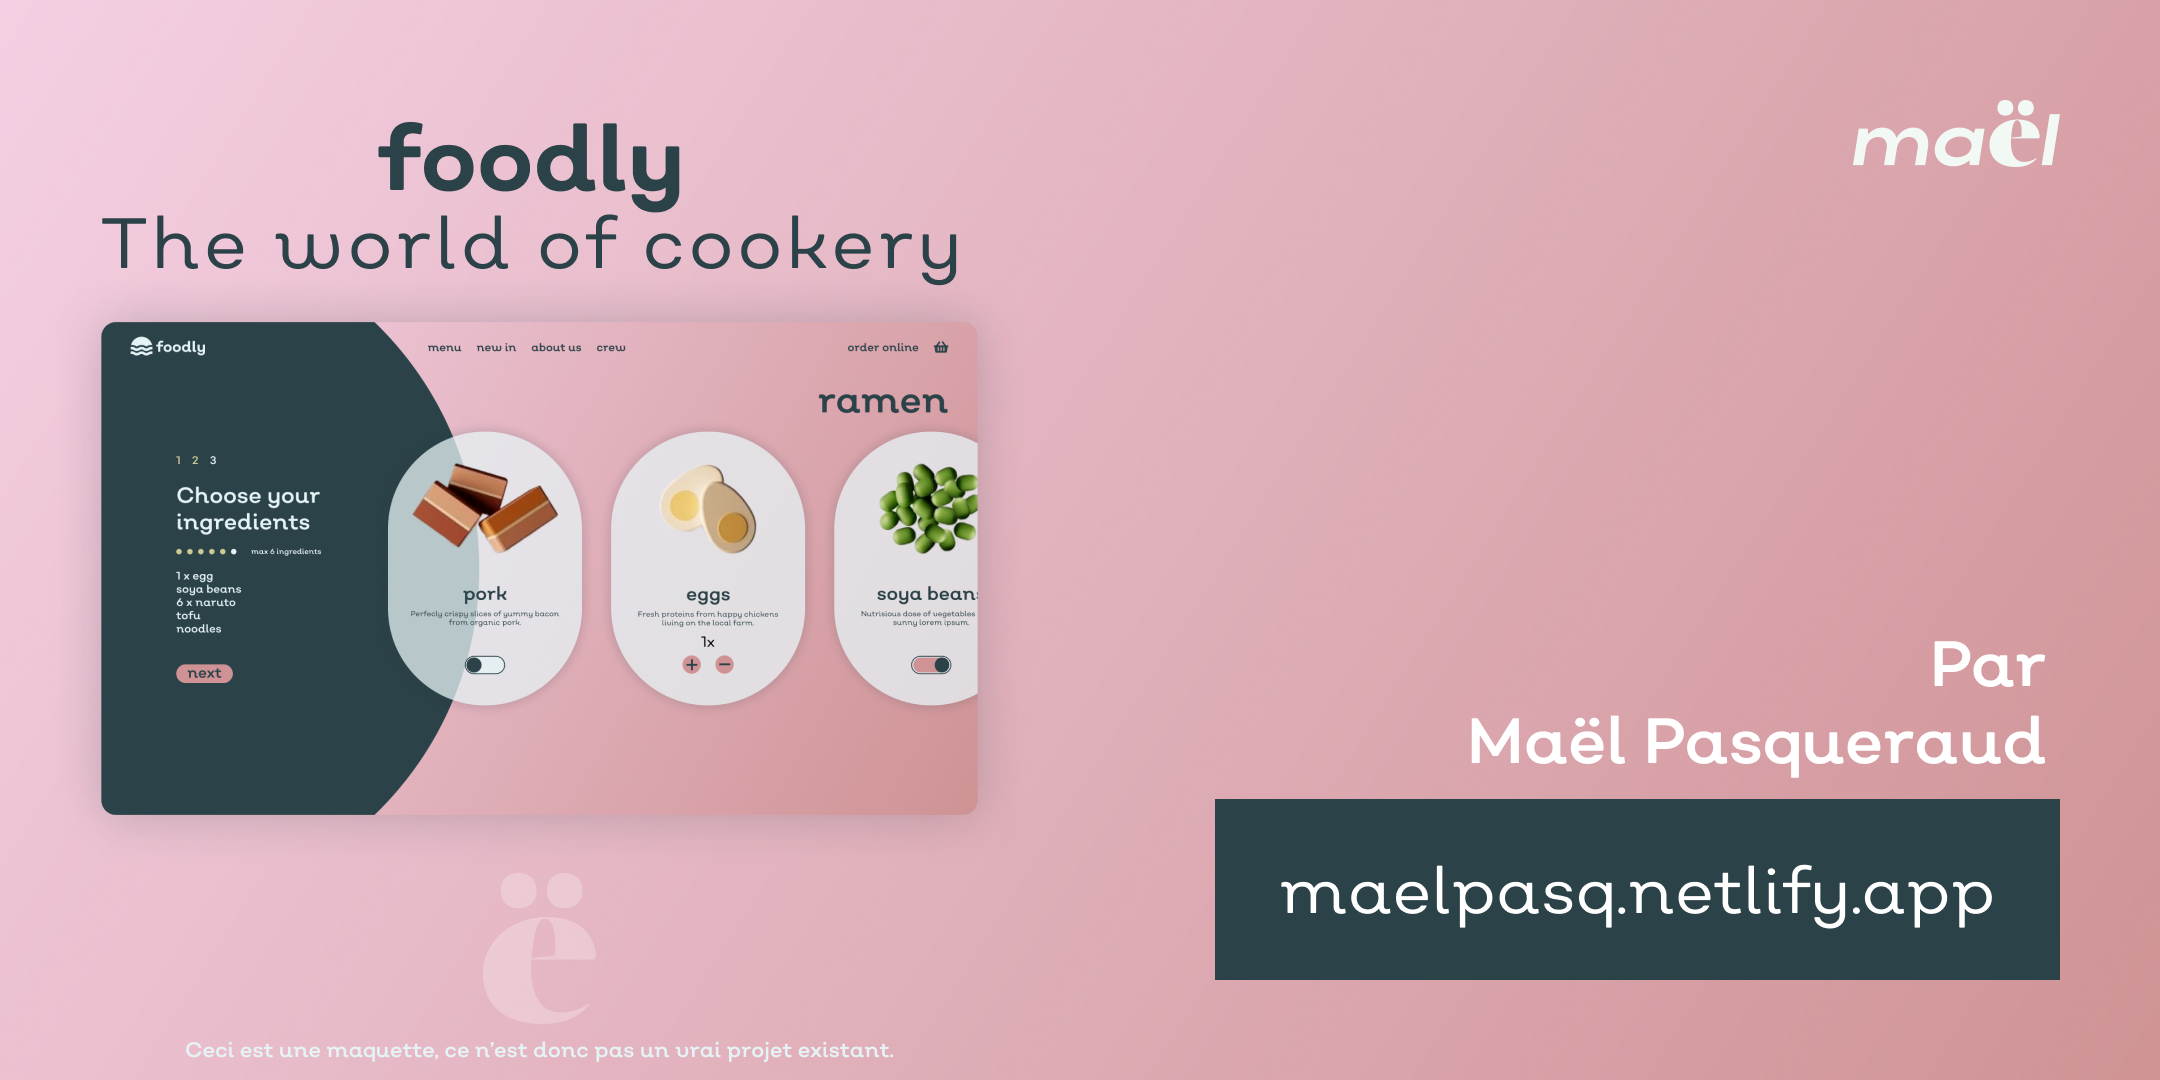 foodly
The world of cookery
maël
foodly
menu new in about us crew
order online
ramen
1 2 3
Choose your
ingredients
max 6 ingredients
1 x egg
soya beans
6 x naruto
tofu
noodles
next
pork
Perfecly crispy slices of yummy bacon
from organic pork.
eggs
Fresh proteins from happy chickens
living on the local farm.
1x
soya beans
Nutrisious dose of vegetables
sunny lorem ipsum.
Par
Maël Pasqueraud
maelpasq.netlify.app
ë
Ceci est une maquette, ce n'est donc pas un vrai projet existant.